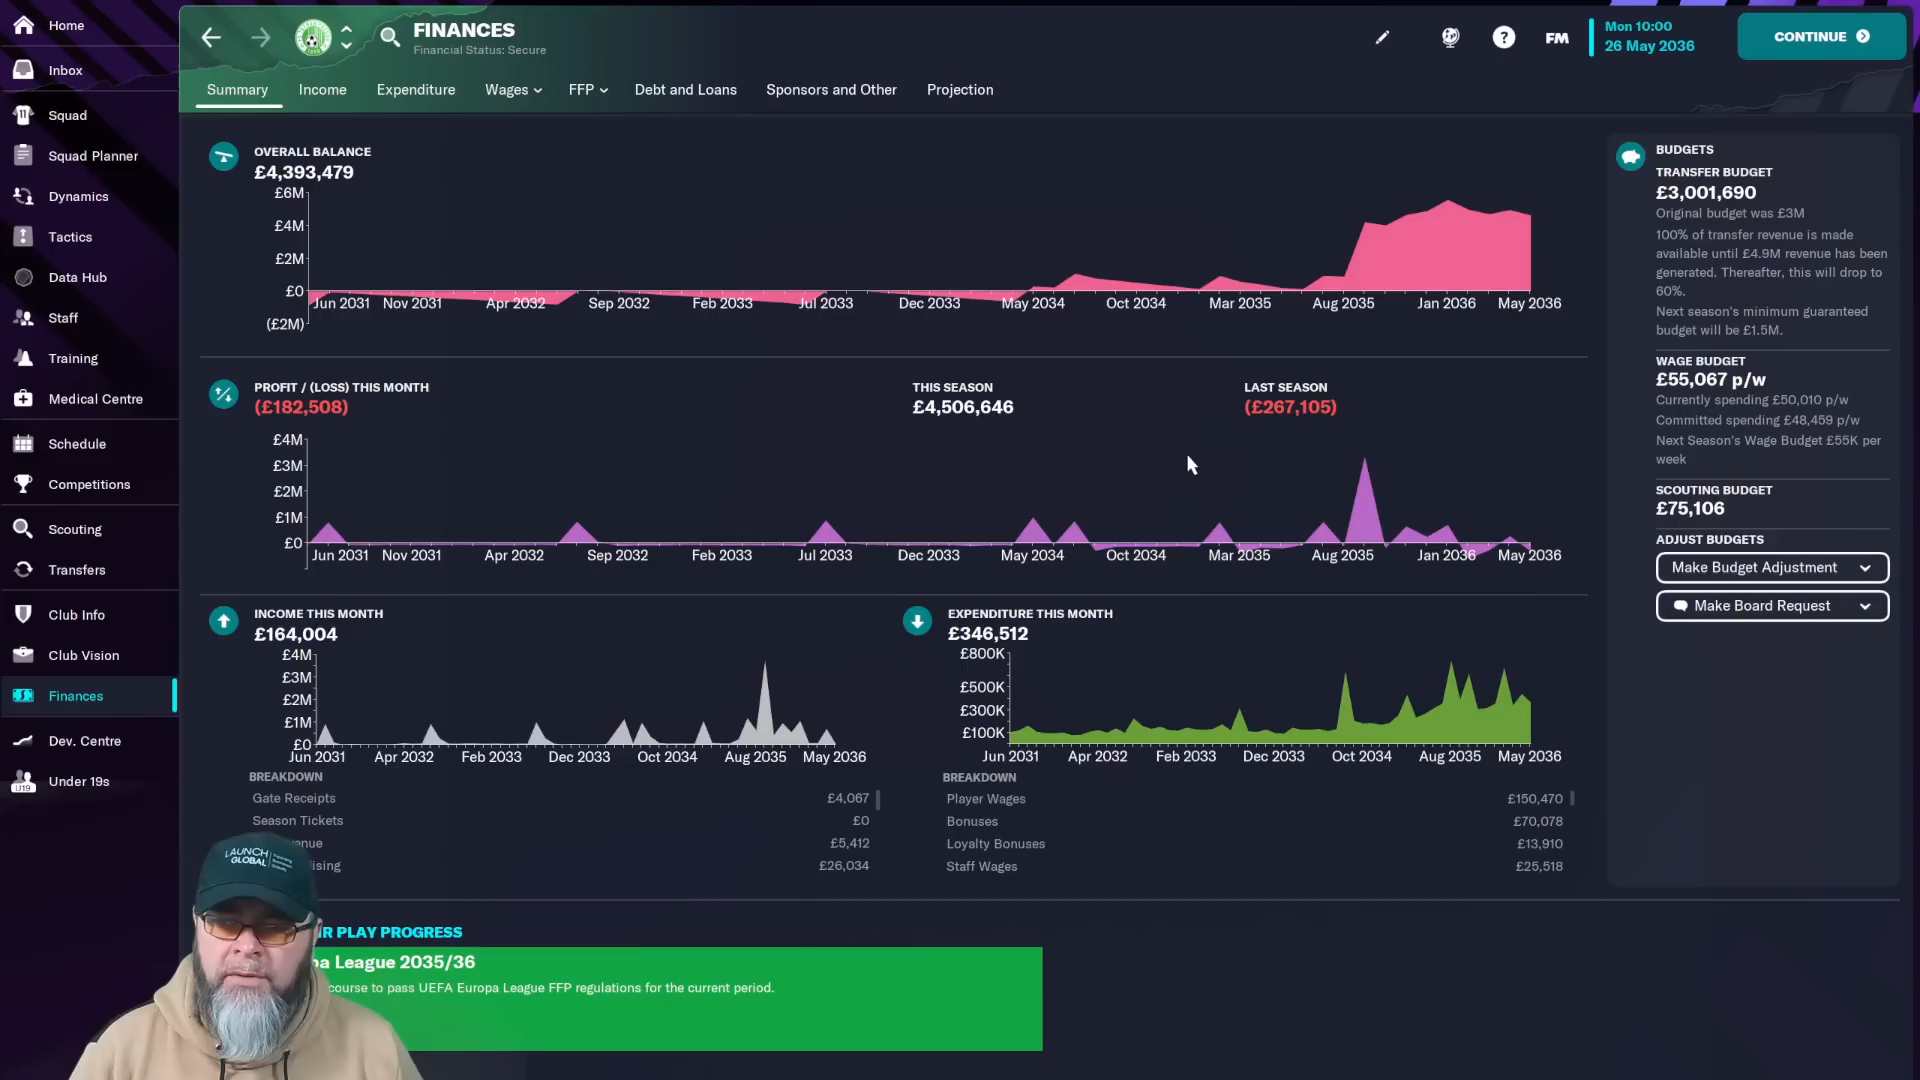 Home
Inbox
Squad
Squad Planner
Dynamics
Tactics
Data Hub
Staff
Training
Medical Centre
Schedule
Competitions
Scouting
Transfers
Club Info
Club Vision
Finances
Dev. Centre
Under 19s
FINANCES
Financial Status: Secure
FM
Mon 10:00
26 May 2036
CONTINUE
Summary Income Expenditure Wages FFP Debt and Loans Sponsors and Other Projection
OVERALL BALANCE
£4,393,479
£6M
£4M
£2M
£0
(£2M)
Jun 2031 Nov 2031 Apr 2032 Sep 2032 Feb 2033 Jul 2033 Dec 2033 May 2034 Oct 2034 Mar 2035 Aug 2035 Jan 2036 May 2036
PROFIT / (LOSS) THIS MONTH
(£182,508)
THIS SEASON
£4,506,646
LAST SEASON
(£267,105)
£4M
£3M
£2M
£1M
£0
Jun 2031 Nov 2031 Apr 2032 Sep 2032 Feb 2033 Jul 2033 Dec 2033 May 2034 Oct 2034 Mar 2035 Aug 2035 Jan 2036 May 2036
INCOME THIS MONTH
£164,004
£4M
£3M
£2M
£1M
£0
Jun 2031 Apr 2032 Feb 2033 Dec 2033 Oct 2034 Aug 2035 May 2036
BREAKDOWN
Gate Receipts £4,067
Season Tickets £0
nue £5,412
ising £26,034
EXPENDITURE THIS MONTH
£346,512
£800K
£500K
£300K
£100K
Jun 2031 Apr 2032 Feb 2033 Dec 2033 Oct 2034 Aug 2035 May 2036
BREAKDOWN
Player Wages £150,470
Bonuses £70,078
Loyalty Bonuses £13,910
Staff Wages £25,518
IR PLAY PROGRESS
pa League 2035/36
course to pass UEFA Europa League FFP regulations for the current period.
BUDGETS
TRANSFER BUDGET
£3,001,690
Original budget was £3M
100% of transfer revenue is made
available until £4.9M revenue has been
generated. Thereafter, this will drop to
60%.
Next season's minimum guaranteed
budget will be £1.5M.
WAGE BUDGET
£55,067 p/w
Currently spending £50,010 p/w
Committed spending £48,459 p/w
Next Season's Wage Budget £55K per
week
SCOUTING BUDGET
£75,106
ADJUST BUDGETS
Make Budget Adjustment
Make Board Request
LAUNCH
GLOBAL